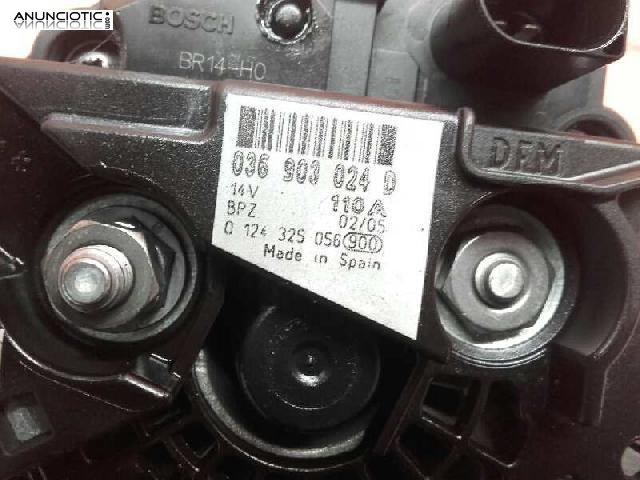 ANUNCIOTIC
BOSCH
BR14-H0
036 903 024 D
14V 110A
BPZ 02/05
0 124 325 056 900
Made in Spain
DFM